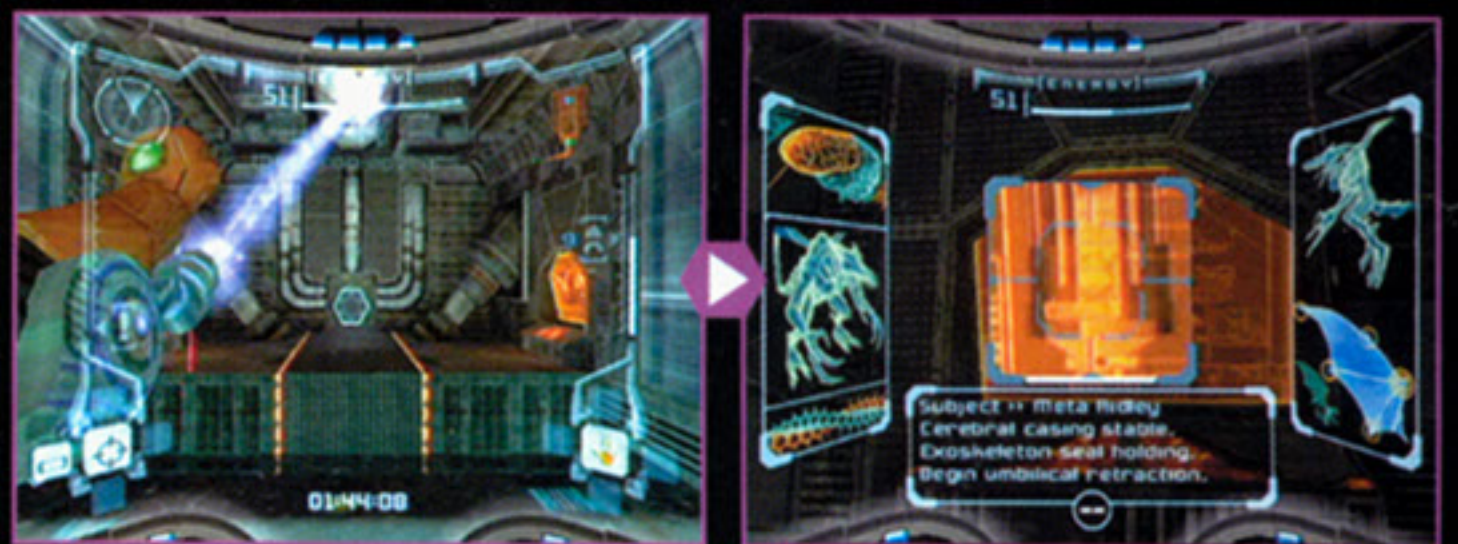 51
01:44:08
ENERGY
51
Subject >> Meta Ridley
Cerebral casing stable.
Exoskeleton seal holding.
Begin umbilical retraction.